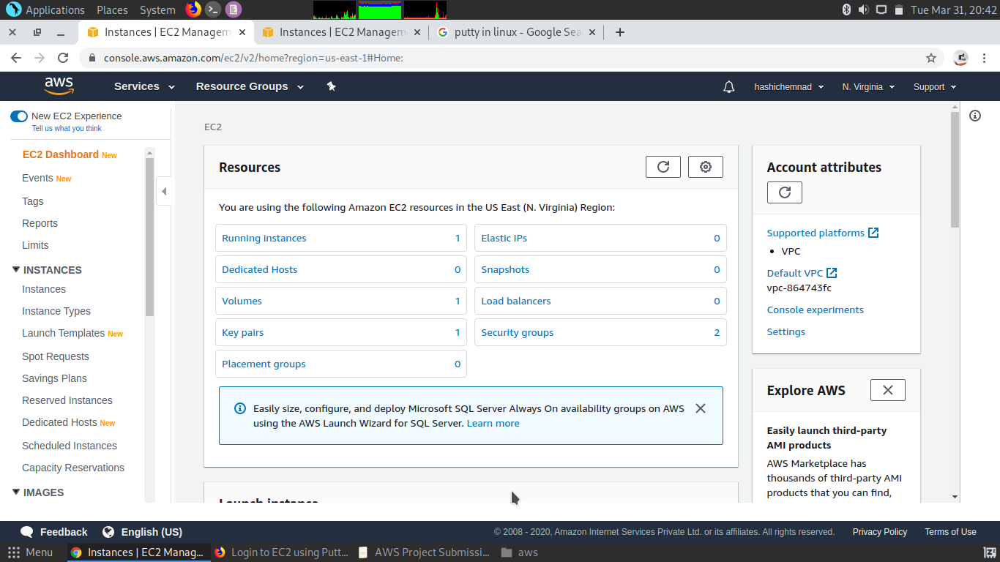 Applications Places System Tue Mar 31, 20:42
Instances | EC2 Managem Instances | EC2 Managem putty in linux - Google Sea
console.aws.amazon.com/ec2/v2/home?region=us-east-1#Home:
aws Services Resource Groups hashichemnad N. Virginia Support
New EC2 Experience
Tell us what you think
EC2 Dashboard New
Events New
Tags
Reports
Limits
INSTANCES
Instances
Instance Types
Launch Templates New
Spot Requests
Savings Plans
Reserved Instances
Dedicated Hosts New
Scheduled Instances
Capacity Reservations
IMAGES
EC2
Resources
You are using the following Amazon EC2 resources in the US East (N. Virginia) Region:
Running instances 1 Elastic IPs 0
Dedicated Hosts 0 Snapshots 0
Volumes 1 Load balancers 0
Key pairs 1 Security groups 2
Placement groups 0
Easily size, configure, and deploy Microsoft SQL Server Always On availability groups on AWS
using the AWS Launch Wizard for SQL Server. Learn more
Launch instance
Account attributes
Supported platforms
• VPC
Default VPC
vpc-864743fc
Console experiments
Settings
Explore AWS
Easily launch third-party
AMI products
AWS Marketplace has
thousands of third-party AMI
products that you can find,
Feedback English (US) © 2008 - 2020, Amazon Internet Services Private Ltd. or its affiliates. All rights reserved. Privacy Policy Terms of Use
Menu Instances | EC2 Manag... Login to EC2 using Putt... AWS Project Submissi... aws